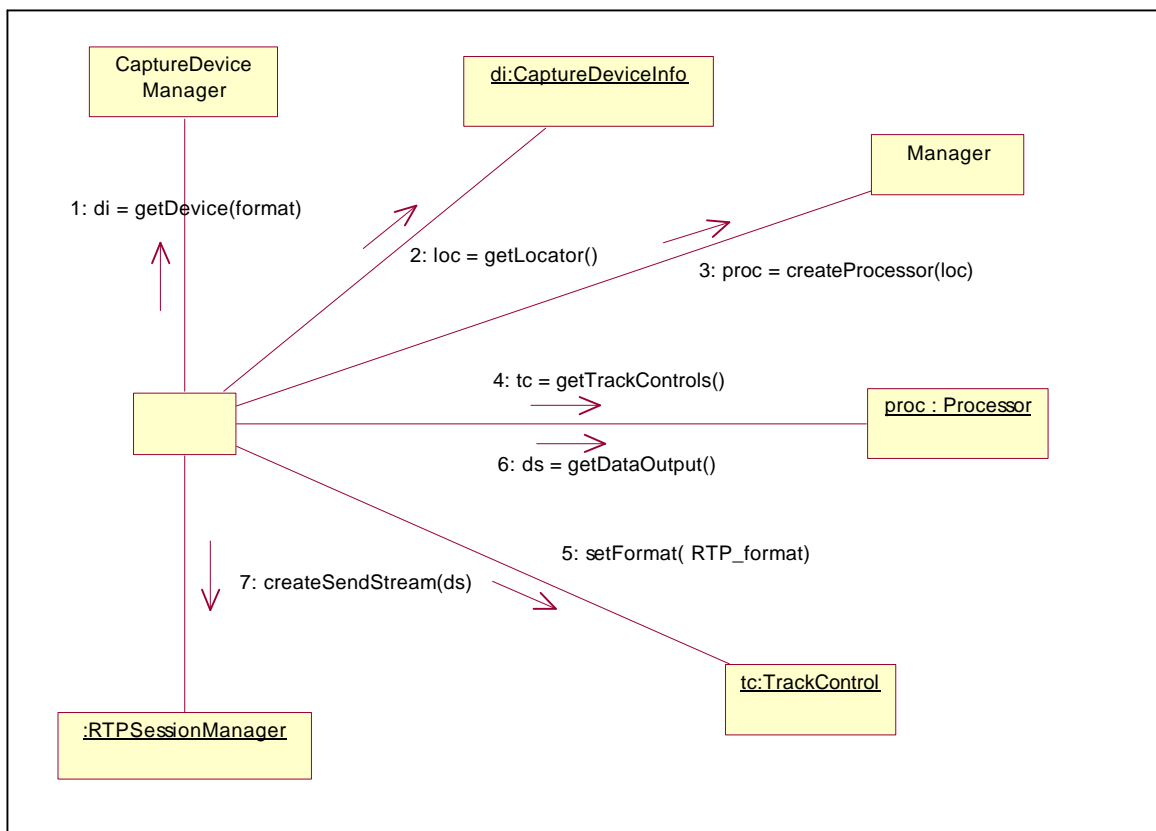 CaptureDevice
Manager
di:CaptureDeviceInfo
Manager
1: di = getDevice(format)
2: loc = getLocator()
3: proc = createProcessor(loc)
4: tc = getTrackControls()
proc : Processor
6: ds = getDataOutput()
5: setFormat( RTP_format)
7: createSendStream(ds)
tc:TrackControl
:RTPSessionManager